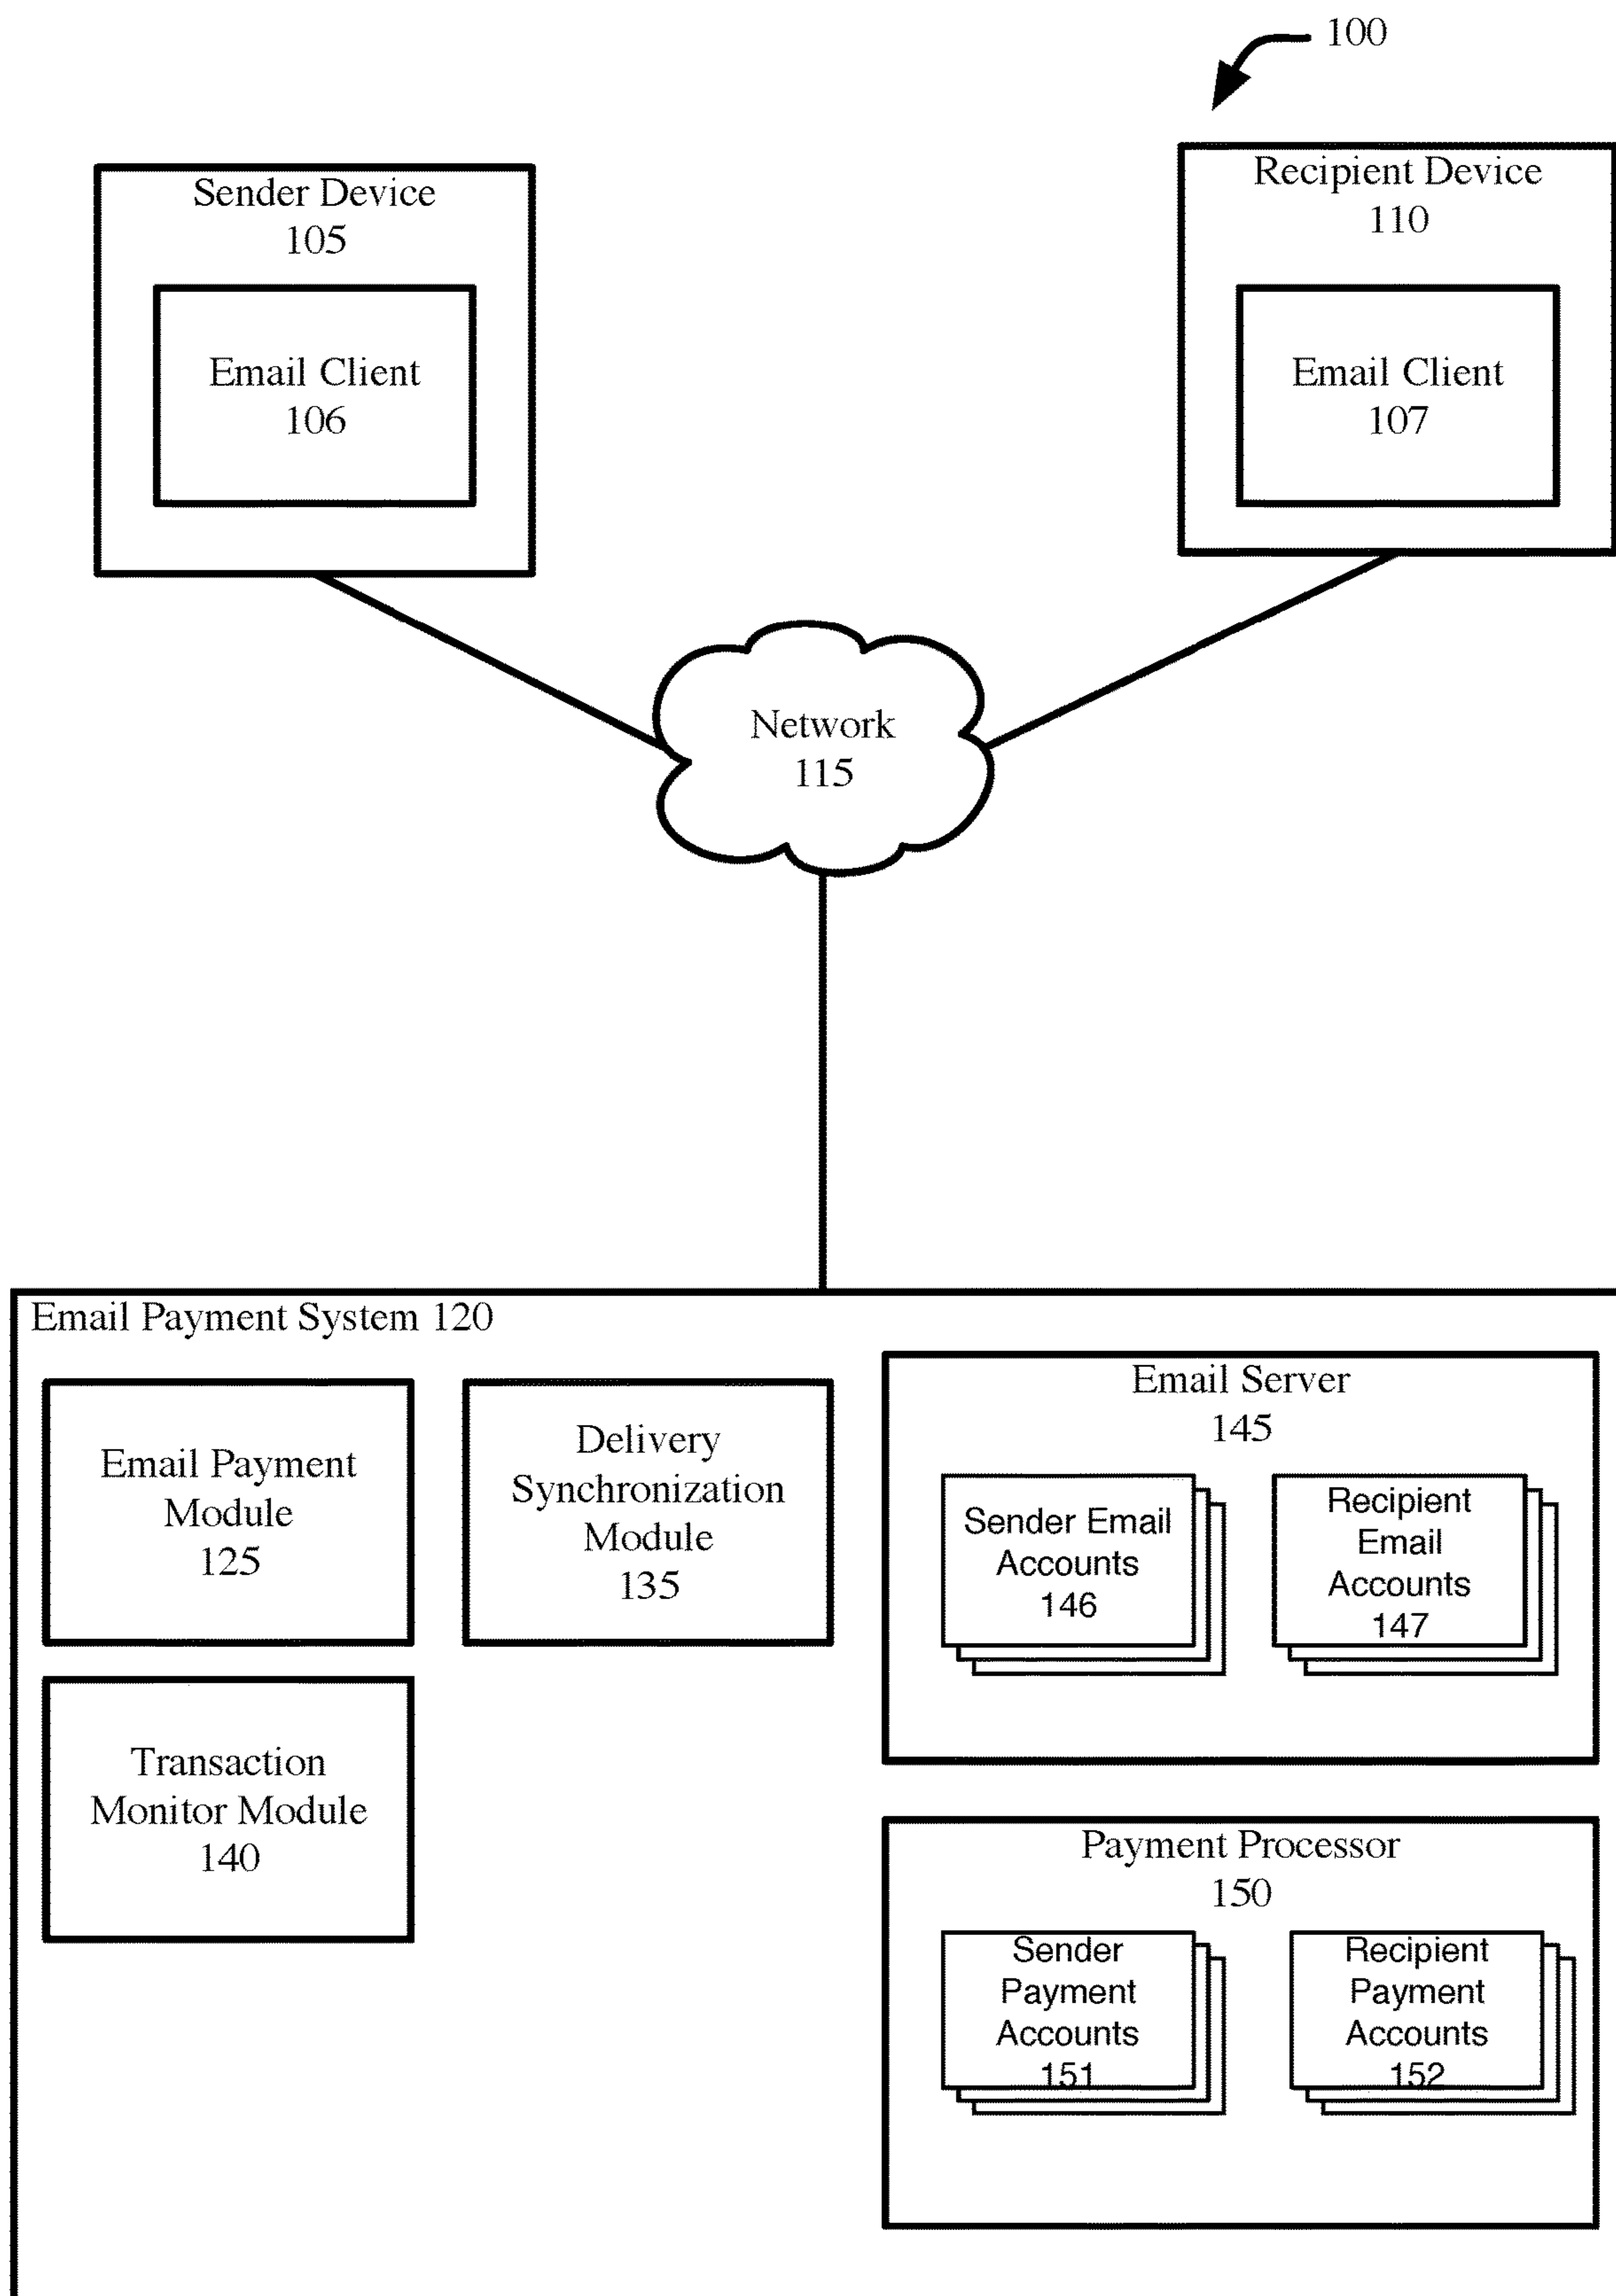 100
Sender Device
105
Email Client
106
Recipient Device
110
Email Client
107
Network
115
Email Payment System 120
Email Payment
Module
125
Delivery
Synchronization
Module
135
Transaction
Monitor Module
140
Email Server
145
Sender Email
Accounts
146
Recipient
Email
Accounts
147
Payment Processor
150
Sender
Payment
Accounts
151
Recipient
Payment
Accounts
152